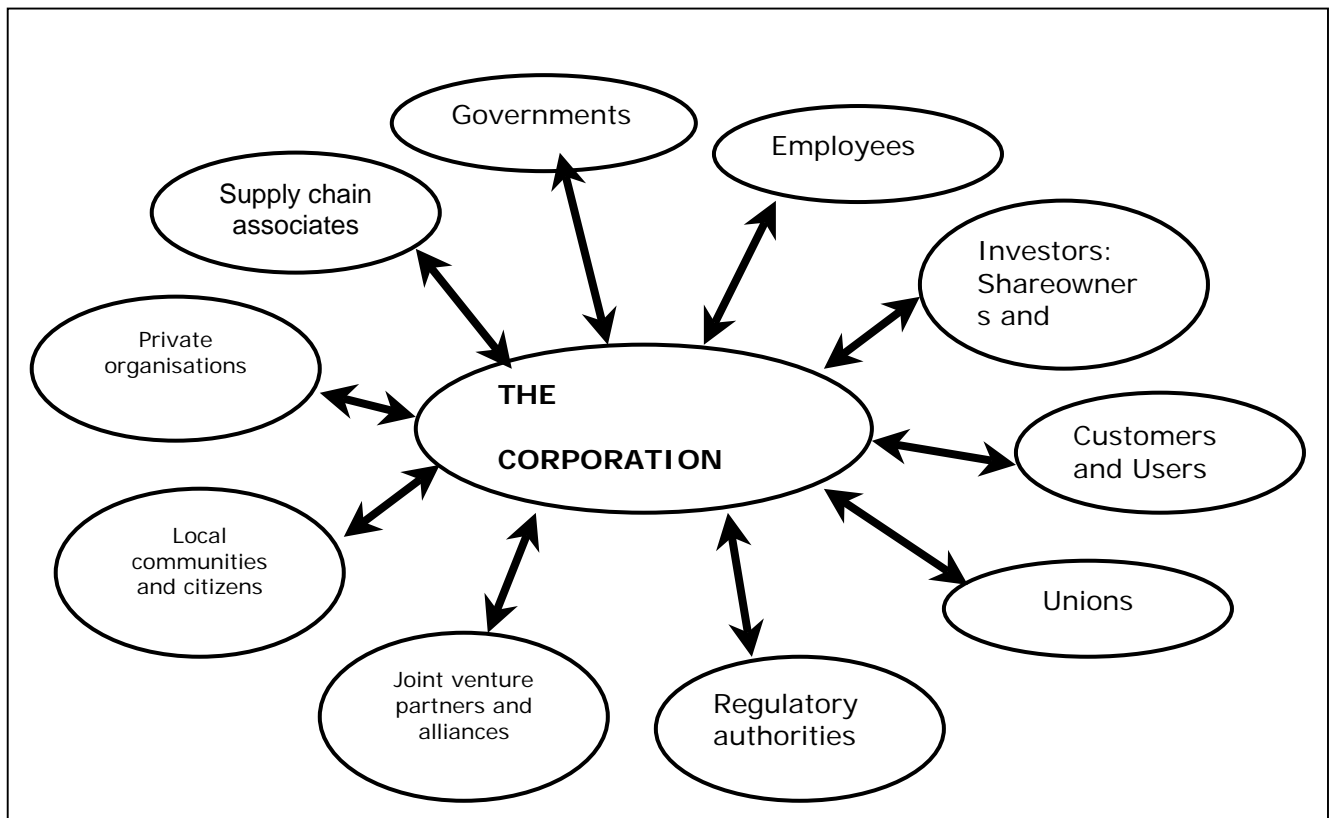 Governments
Employees
Supply chain
associates
Investors:
Shareowner
s and
Private
organisations
THE
CORPORATION
Customers
and Users
Local
communities
and citizens
Unions
Joint venture
partners and
alliances
Regulatory
authorities